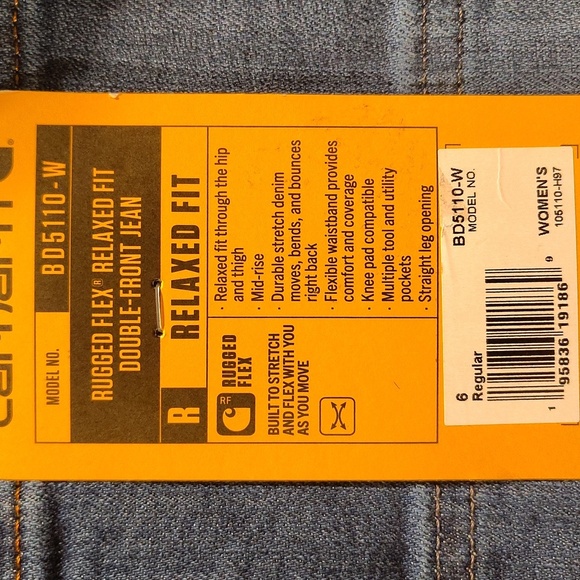 carhartt
MODEL NO. BD5110-W
RUGGED FLEX® RELAXED FIT
DOUBLE-FRONT JEAN
R RELAXED FIT
RF RUGGED
FLEX
BUILT TO STRETCH
AND FLEX WITH YOU
AS YOU MOVE
· Relaxed fit through the hip
and thigh
· Mid-rise
· Durable stretch denim
moves, bends, and bounces
right back
· Flexible waistband provides
comfort and coverage
· Knee pad compatible
· Multiple tool and utility
pockets
· Straight leg opening
BD5110-W
MODEL NO.
6
Regular
1 95836 19186 9
WOMEN'S
105110-H97